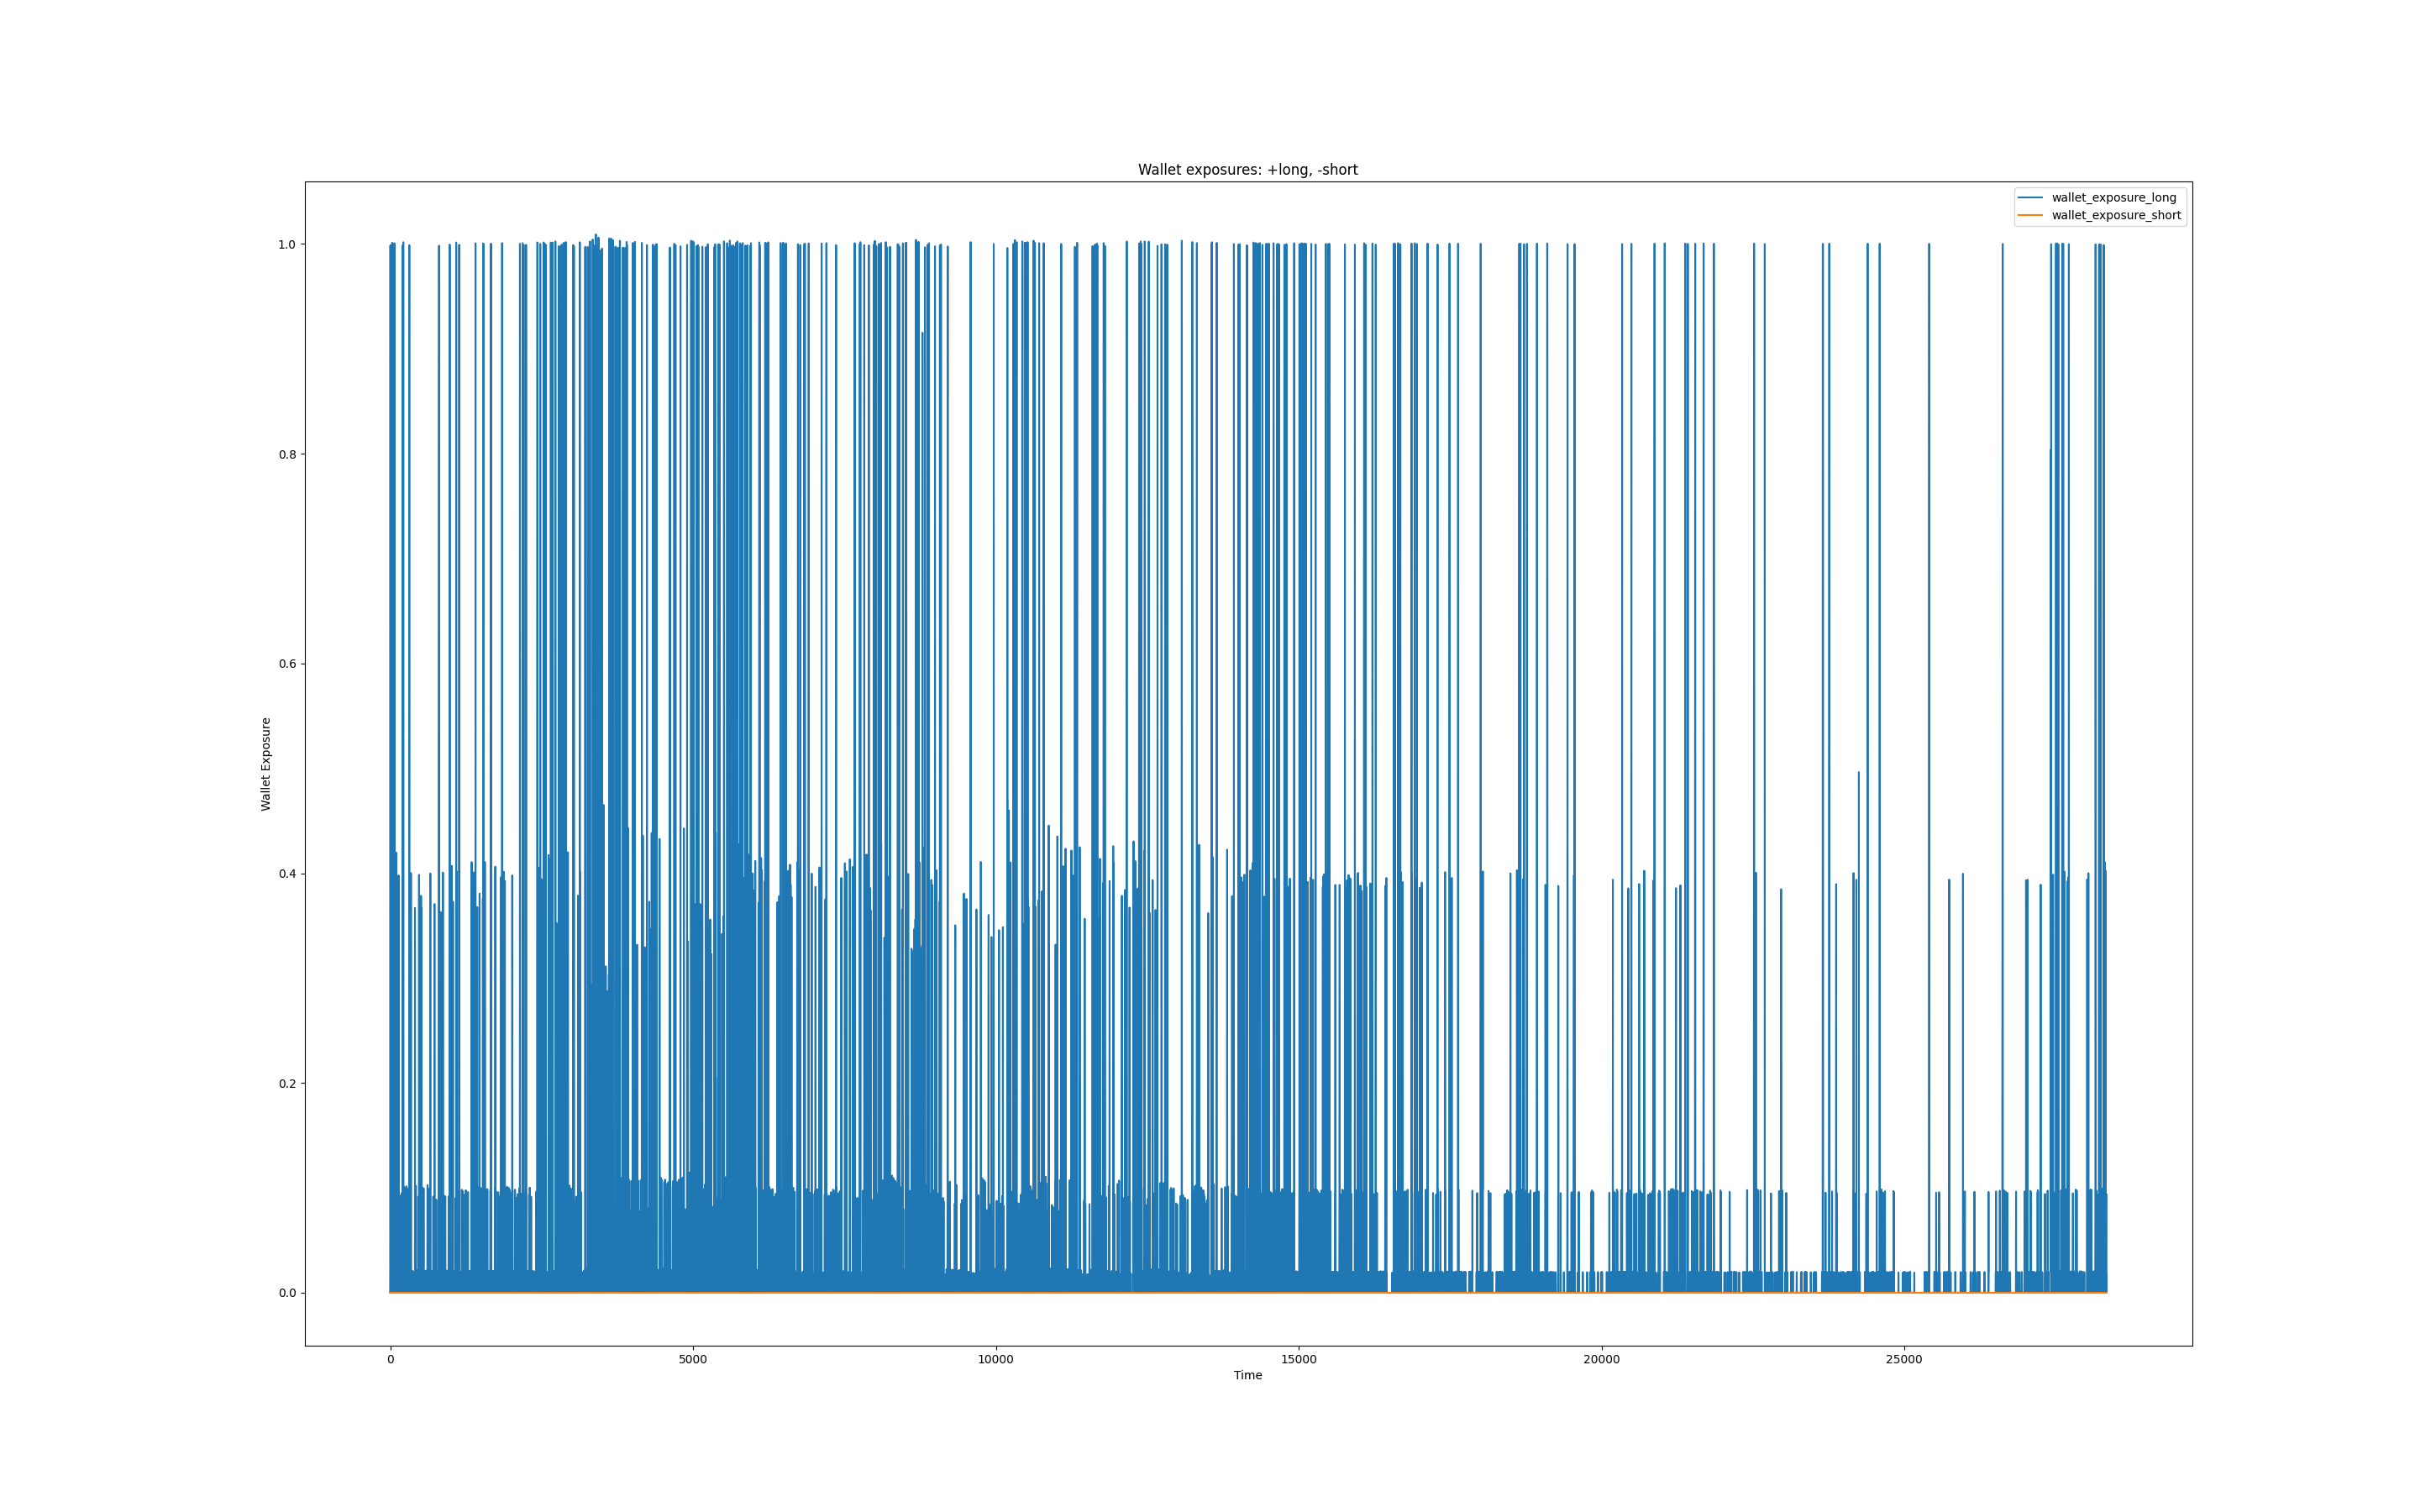 Wallet exposures: +long, -short
wallet_exposure_long
wallet_exposure_short
1.0
0.8
0.6
0.4
0.2
0.0
Wallet Exposure
0 5000 10000 15000 20000 25000
Time